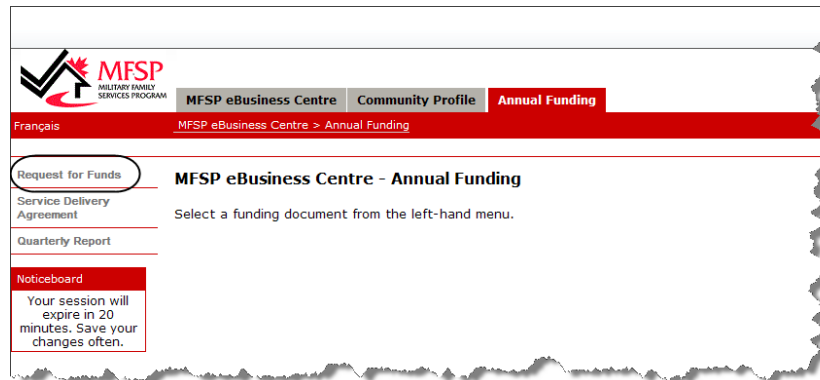 MFSP
MILITARY FAMILY
SERVICES PROGRAM
MFSP eBusiness Centre Community Profile Annual Funding
Français MFSP eBusiness Centre > Annual Funding
Request for Funds
MFSP eBusiness Centre - Annual Funding
Service Delivery
Agreement
Select a funding document from the left-hand menu.
Quarterly Report
Noticeboard
Your session will
expire in 20
minutes. Save your
changes often.